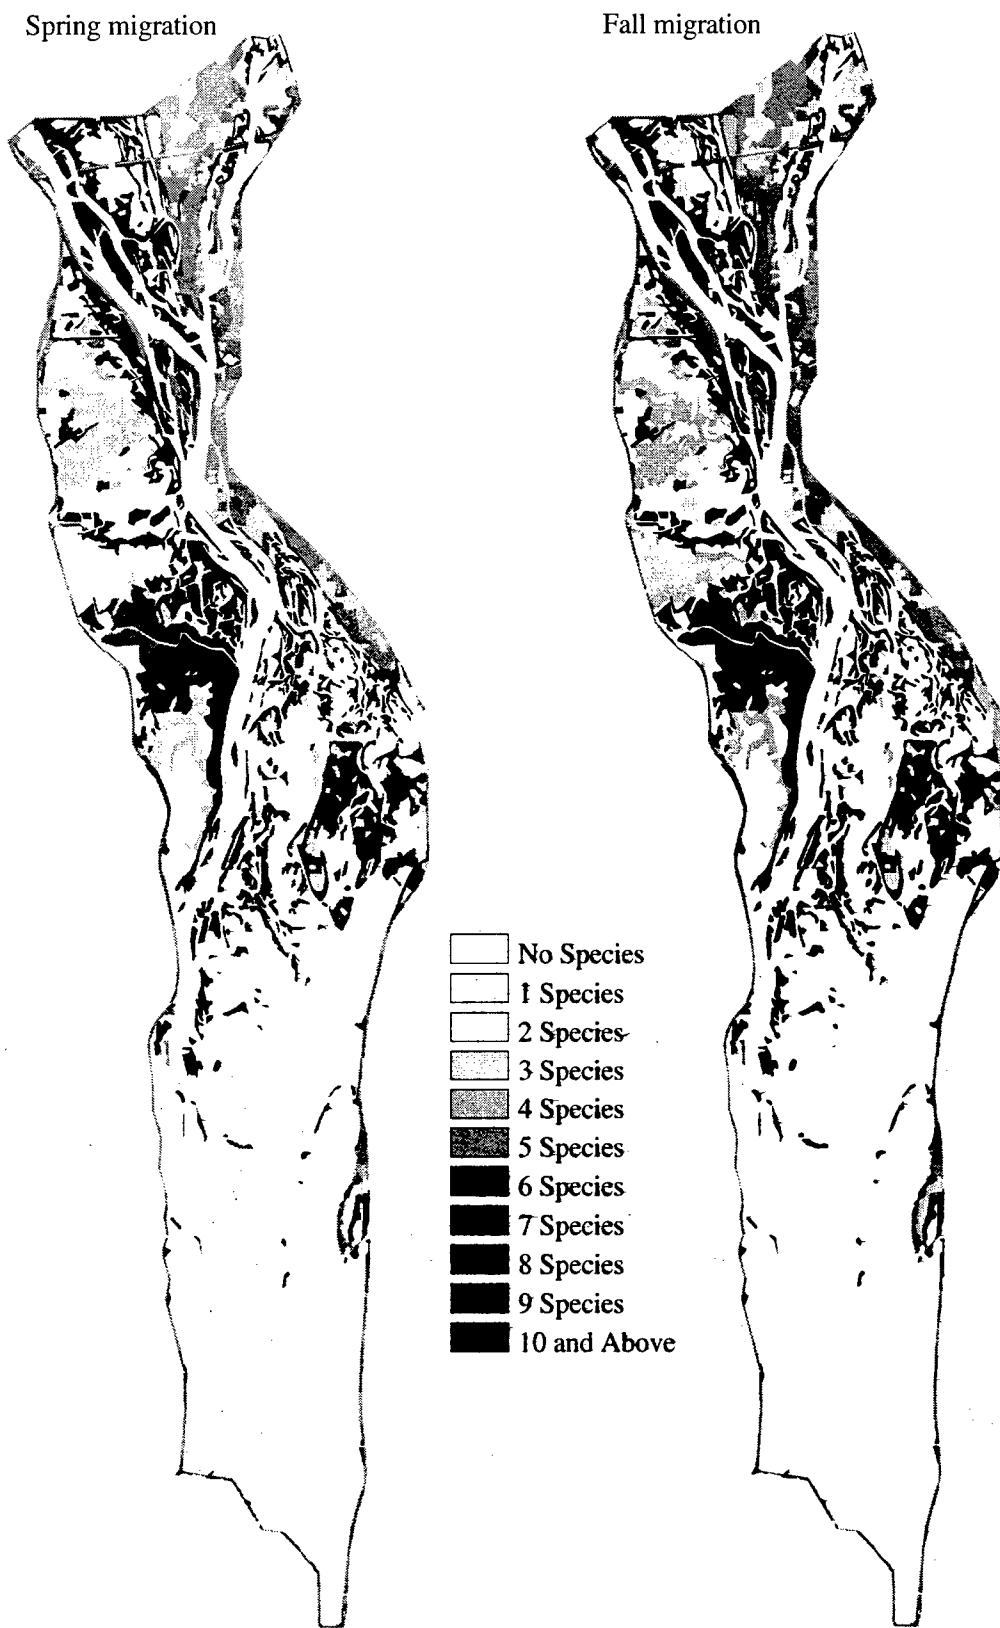 Spring migration
Fall migration
No Species
1 Species
2 Species
3 Species
4 Species
5 Species
6 Species
7 Species
8 Species
9 Species
10 and Above